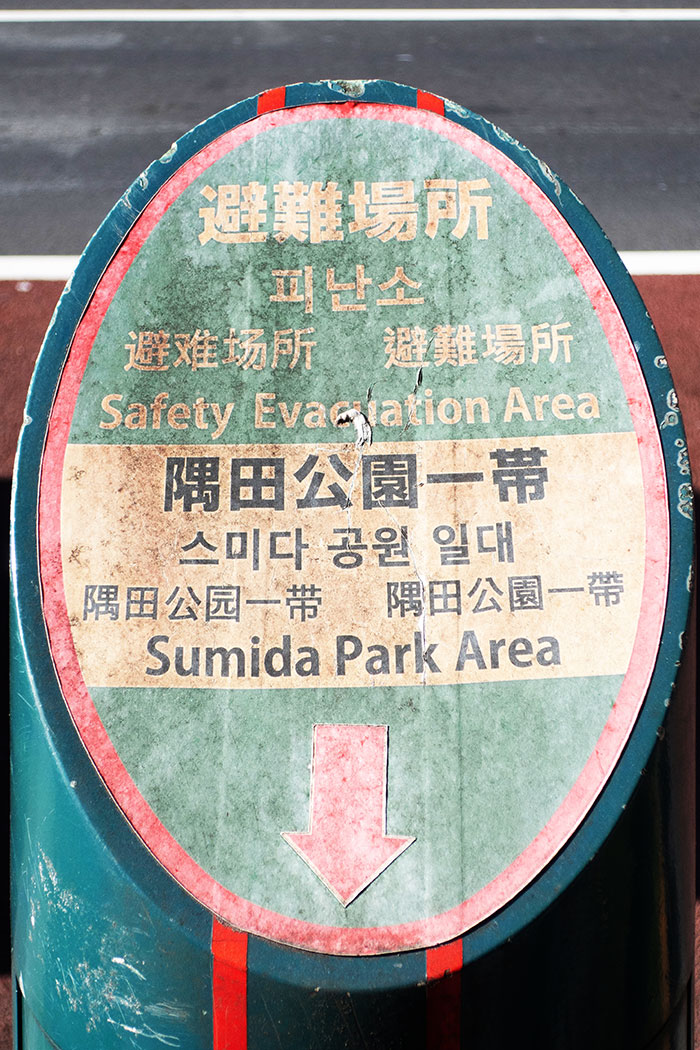 避難場所
피난소
避难场所 避難場所
Safety Evacuation Area
隅田公園一帯
스미다 공원 일대
隅田公园一带 隅田公園一帶
Sumida Park Area